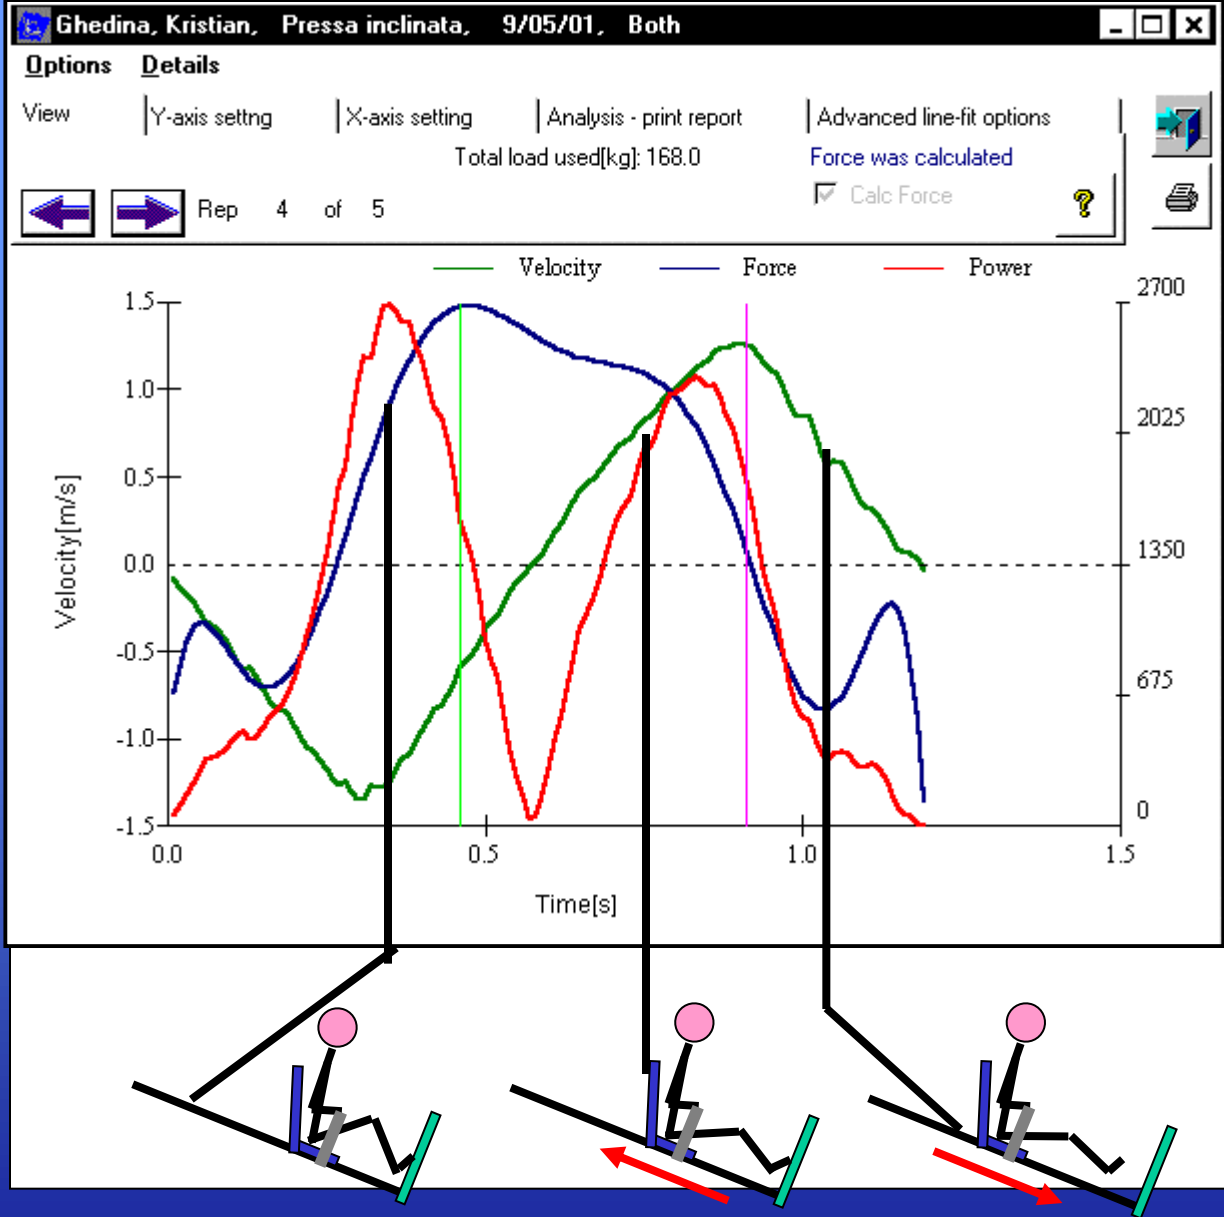 Ghedina, Kristian, Pressa inclinata, 9/05/01, Both
Options Details
View Y-axis settng X-axis setting Analysis - print report Advanced line-fit options
Total load used[kg]: 168.0 Force was calculated
Calc Force
Rep 4 of 5 ?
Velocity Force Power
1.5 2700
1.0
2025
0.5
0.0 1350
-0.5
675
-1.0
-1.5 0
0.0 0.5 1.0 1.5
Velocity[m/s]
Time[s]